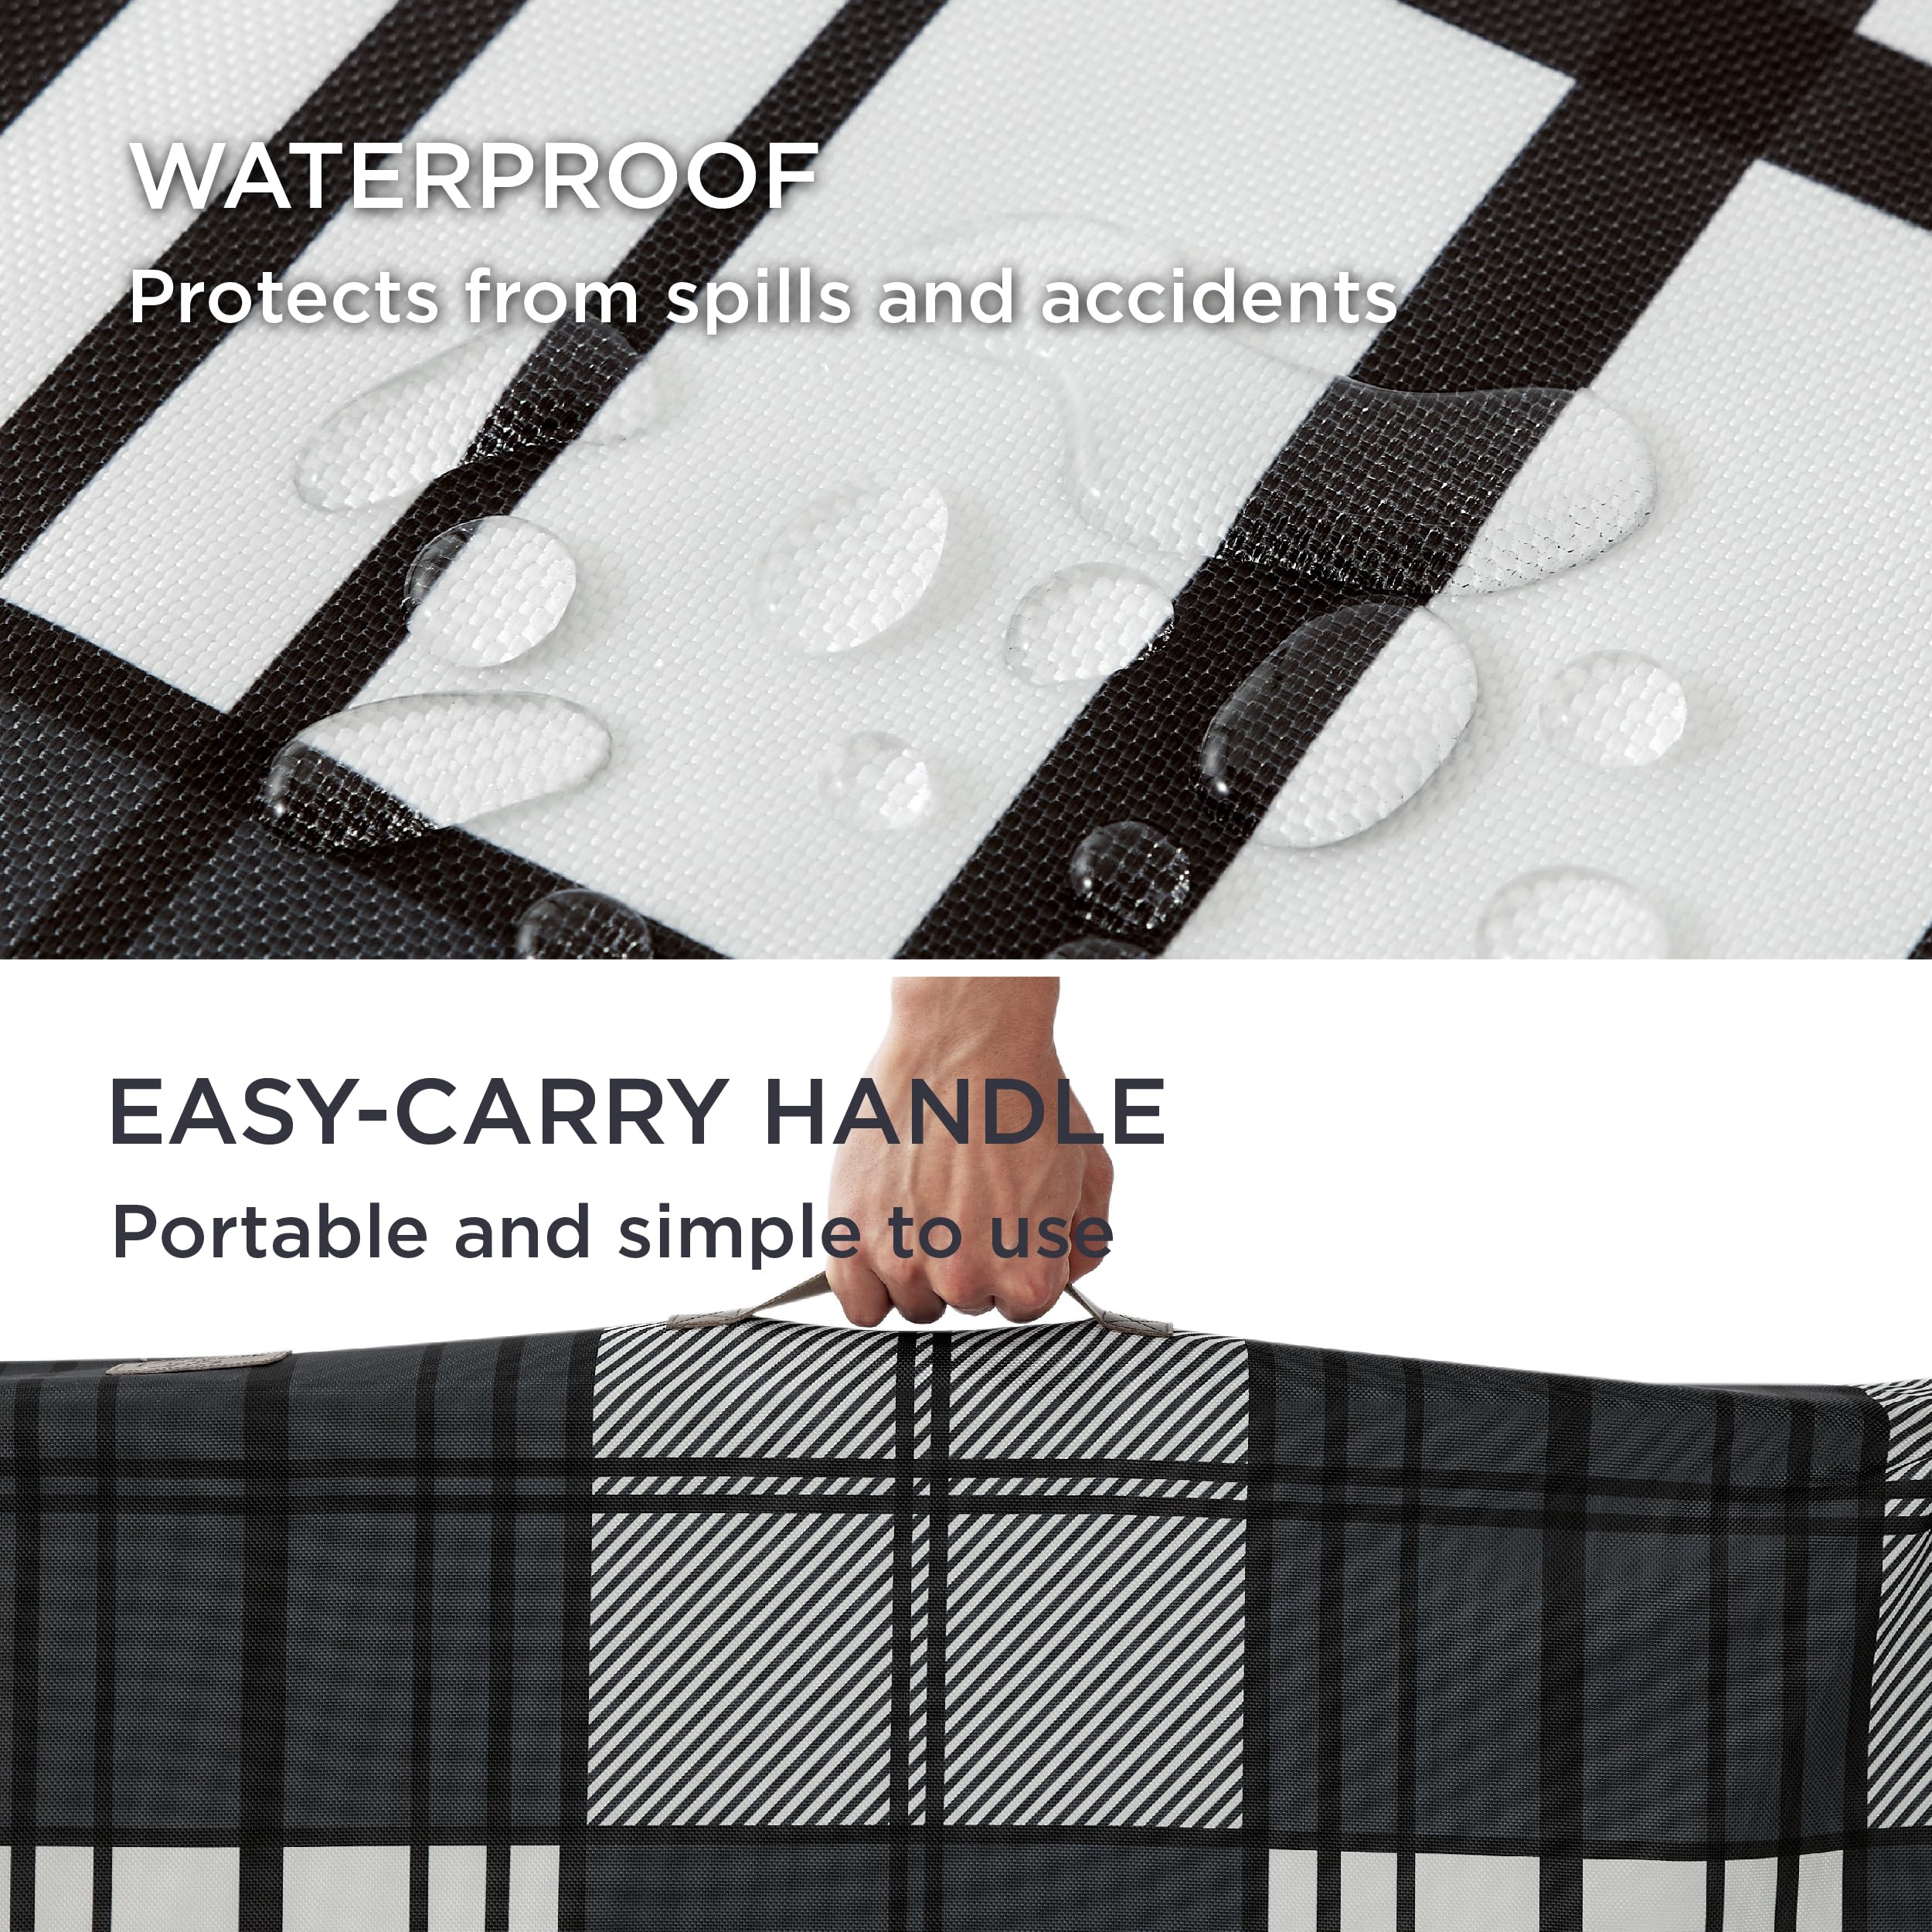 WATERPROOF
Protects from spills and accidents
EASY-CARRY HANDLE
Portable and simple to use